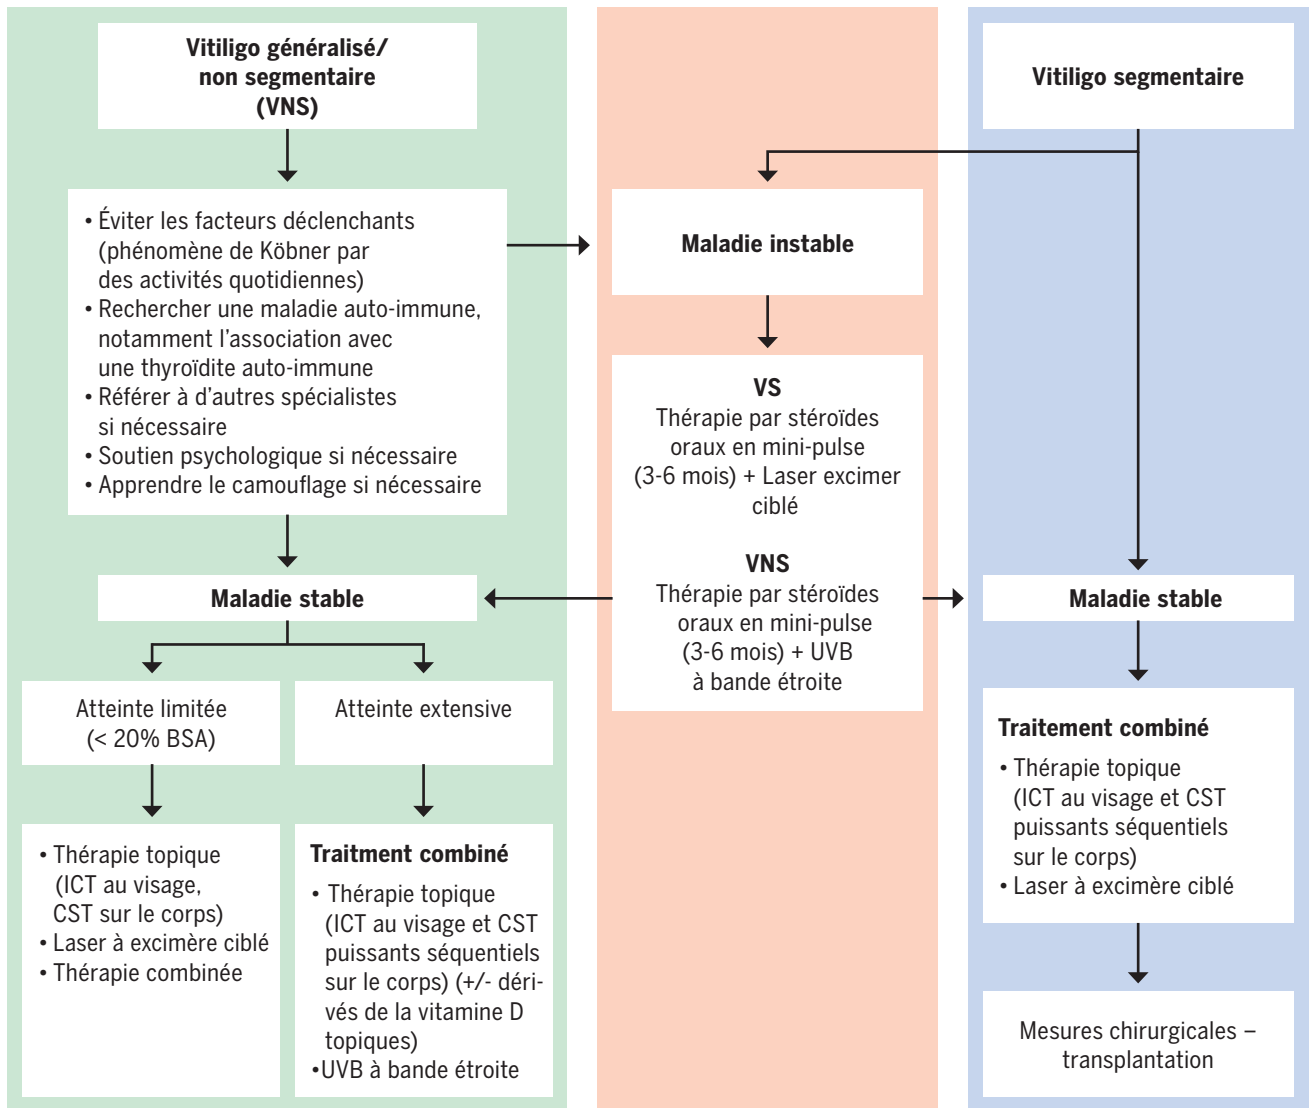 Vitiligo généralisé/
non segmentaire
(VNS)
• Éviter les facteurs déclenchants
(phénomène de Köbner par
des activités quotidiennes)
• Rechercher une maladie auto-immune,
notamment l'association avec
une thyroïdite auto-immune
• Référer à d'autres spécialistes
si nécessaire
• Soutien psychologique si nécessaire
• Apprendre le camouflage si nécessaire
Maladie stable
Atteinte limitée
(< 20% BSA)
• Thérapie topique
(ICT au visage,
CST sur le corps)
• Laser à excimère ciblé
• Thérapie combinée
Atteinte extensive
Traitment combiné
• Thérapie topique
(ICT au visage et CST
puissants séquentiels
sur le corps) (+/- déri-
vés de la vitamine D
topiques)
•UVB à bande étroite
Maladie instable
VS
Thérapie par stéroïdes
oraux en mini-pulse
(3-6 mois) + Laser excimer
ciblé
VNS
Thérapie par stéroïdes
oraux en mini-pulse
(3-6 mois) + UVB
à bande étroite
Vitiligo segmentaire
Maladie stable
Traitement combiné
• Thérapie topique
(ICT au visage et CST
puissants séquentiels
sur le corps)
• Laser à excimère ciblé
Mesures chirurgicales –
transplantation